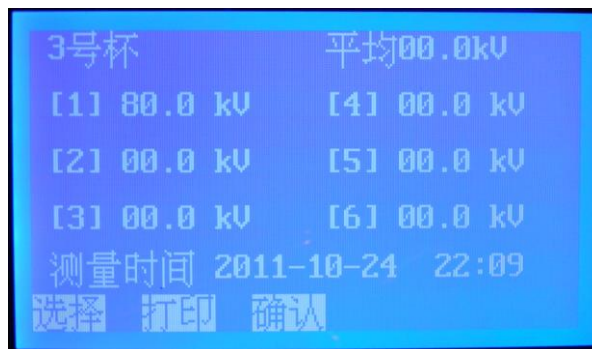 3号杯 平均00.0kV
[1] 80.0 kV [4] 00.0 kV
[2] 00.0 kV [5] 00.0 kV
[3] 00.0 kV [6] 00.0 kV
测量时间 2011-10-24 22:09
选择 打印 确认